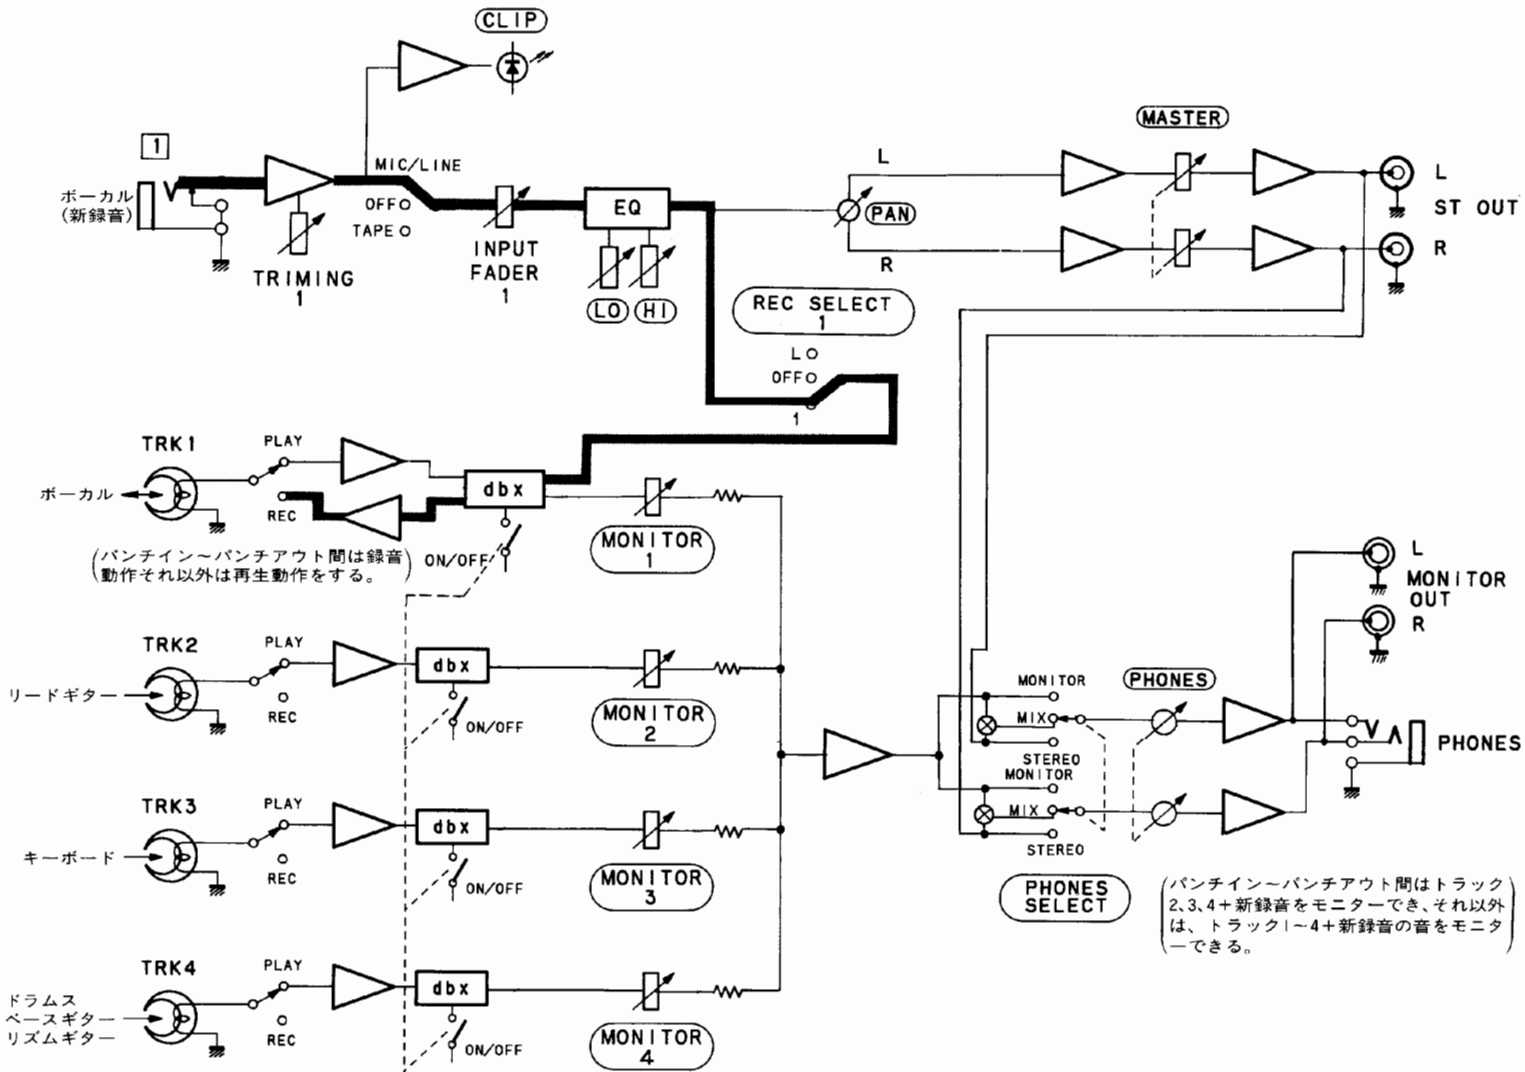 CLIP
MASTER
1
MIC/LINE
L
L
ボーカル
(新録音)
OFF
EQ
PAN
ST OUT
TAPE
INPUT
FADER
1
R
R
TRIMING
1
LO
HI
REC SELECT
1
L
OFF
1
TRK1
PLAY
ボーカル
dbx
REC
MONITOR
1
ON/OFF
(パンチイン～パンチアウト間は録音
動作それ以外は再生動作をする。)
L
MONITOR
OUT
R
TRK2
PLAY
dbx
リードギター
REC
ON/OFF
MONITOR
2
MONITOR
PHONES
MIX
STEREO
PHONES
MONITOR
MIX
STEREO
TRK3
PLAY
dbx
キーボード
REC
ON/OFF
MONITOR
3
PHONES
SELECT
(パンチイン～パンチアウト間はトラック
2,3,4+新録音をモニターでき、それ以外
は、トラック1～4+新録音の音をモニタ
ーできる。)
TRK4
PLAY
dbx
ドラムス
ベースギター
リズムギター
REC
ON/OFF
MONITOR
4